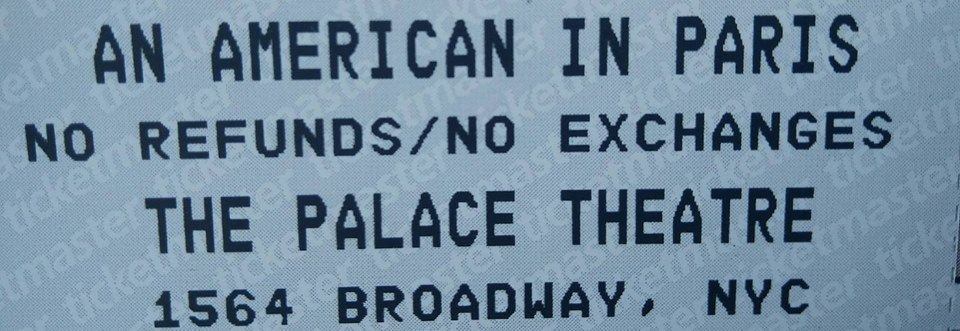 AN AMERICAN IN PARIS
NO REFUNDS/NO EXCHANGES
THE PALACE THEATRE
1564 BROADWAY, NYC